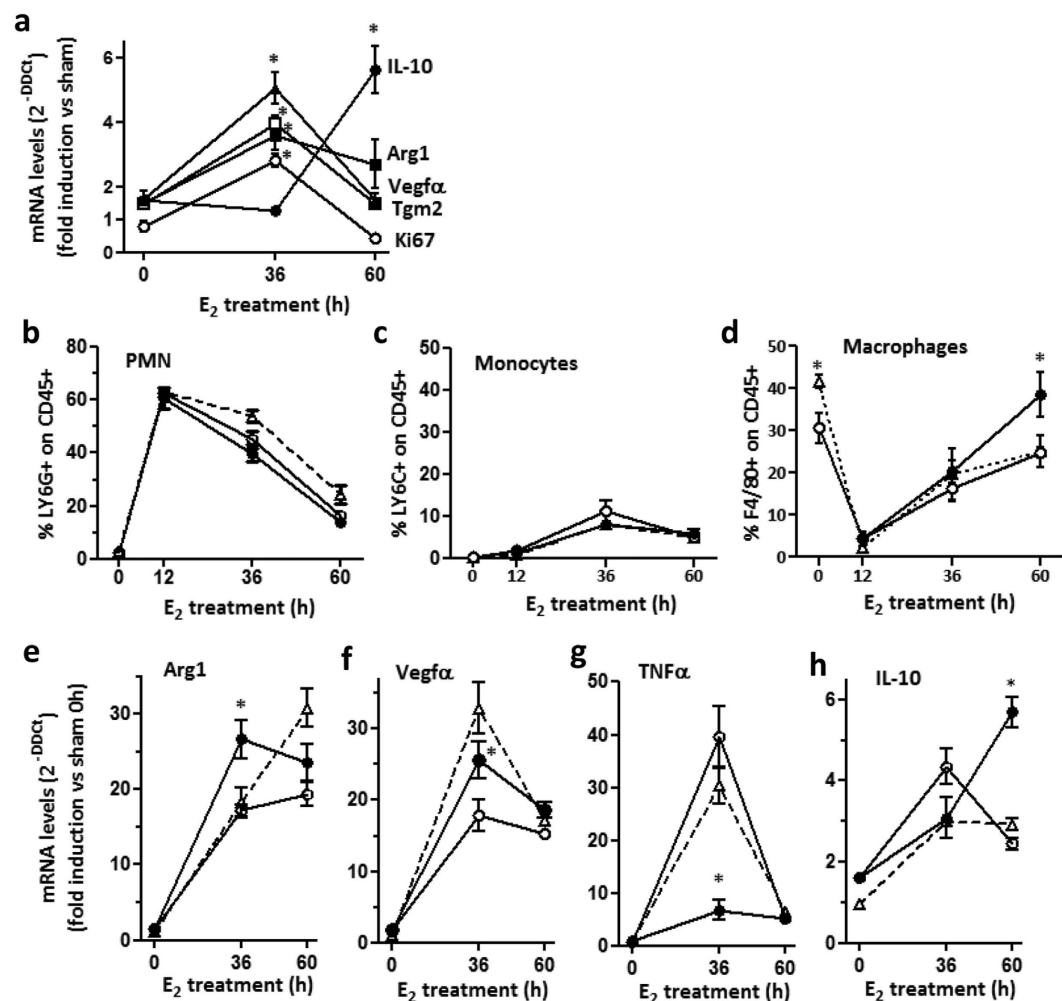 a
mRNA levels (2⁻ᴰᴰᶜᵗ)
(fold induction vs sham)
6
4
2
1
0
*
*
*
*
*
*
IL-10
Arg1
Vegfα
Tgm2
Ki67
0 36 60
E₂ treatment (h)
b
PMN
% LY6G+ on CD45+
80
60
40
20
0
0 12 36 60
E₂ treatment (h)
c
Monocytes
% LY6C+ on CD45+
50
40
30
20
10
0
0 12 36 60
E₂ treatment (h)
d
Macrophages
% F4/80+ on CD45+
50
40
30
20
10
0
*
*
0 12 36 60
E₂ treatment (h)
mRNA levels (2⁻ᴰᴰᶜᵗ)
(fold induction vs sham 0h)
e
Arg1
30
20
10
0
*
0 36 60
E₂ treatment (h)
f
Vegfα
30
20
10
0
*
0 36 60
E₂ treatment (h)
g
TNFα
50
40
30
20
10
0
*
0 36 60
E₂ treatment (h)
h
IL-10
6
4
2
0
*
0 36 60
E₂ treatment (h)